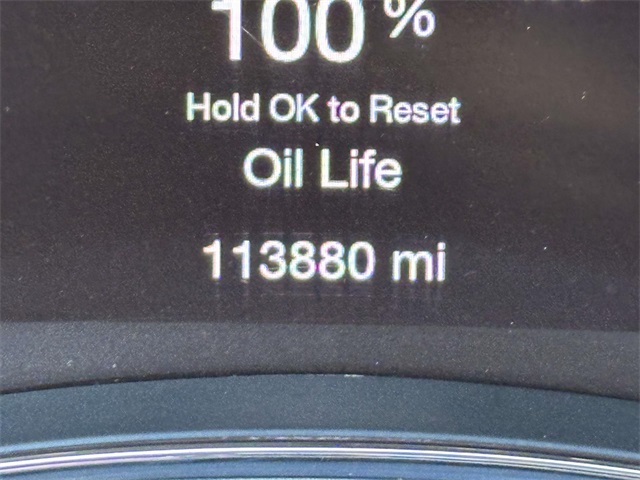 100%
Hold OK to Reset
Oil Life
113880 mi